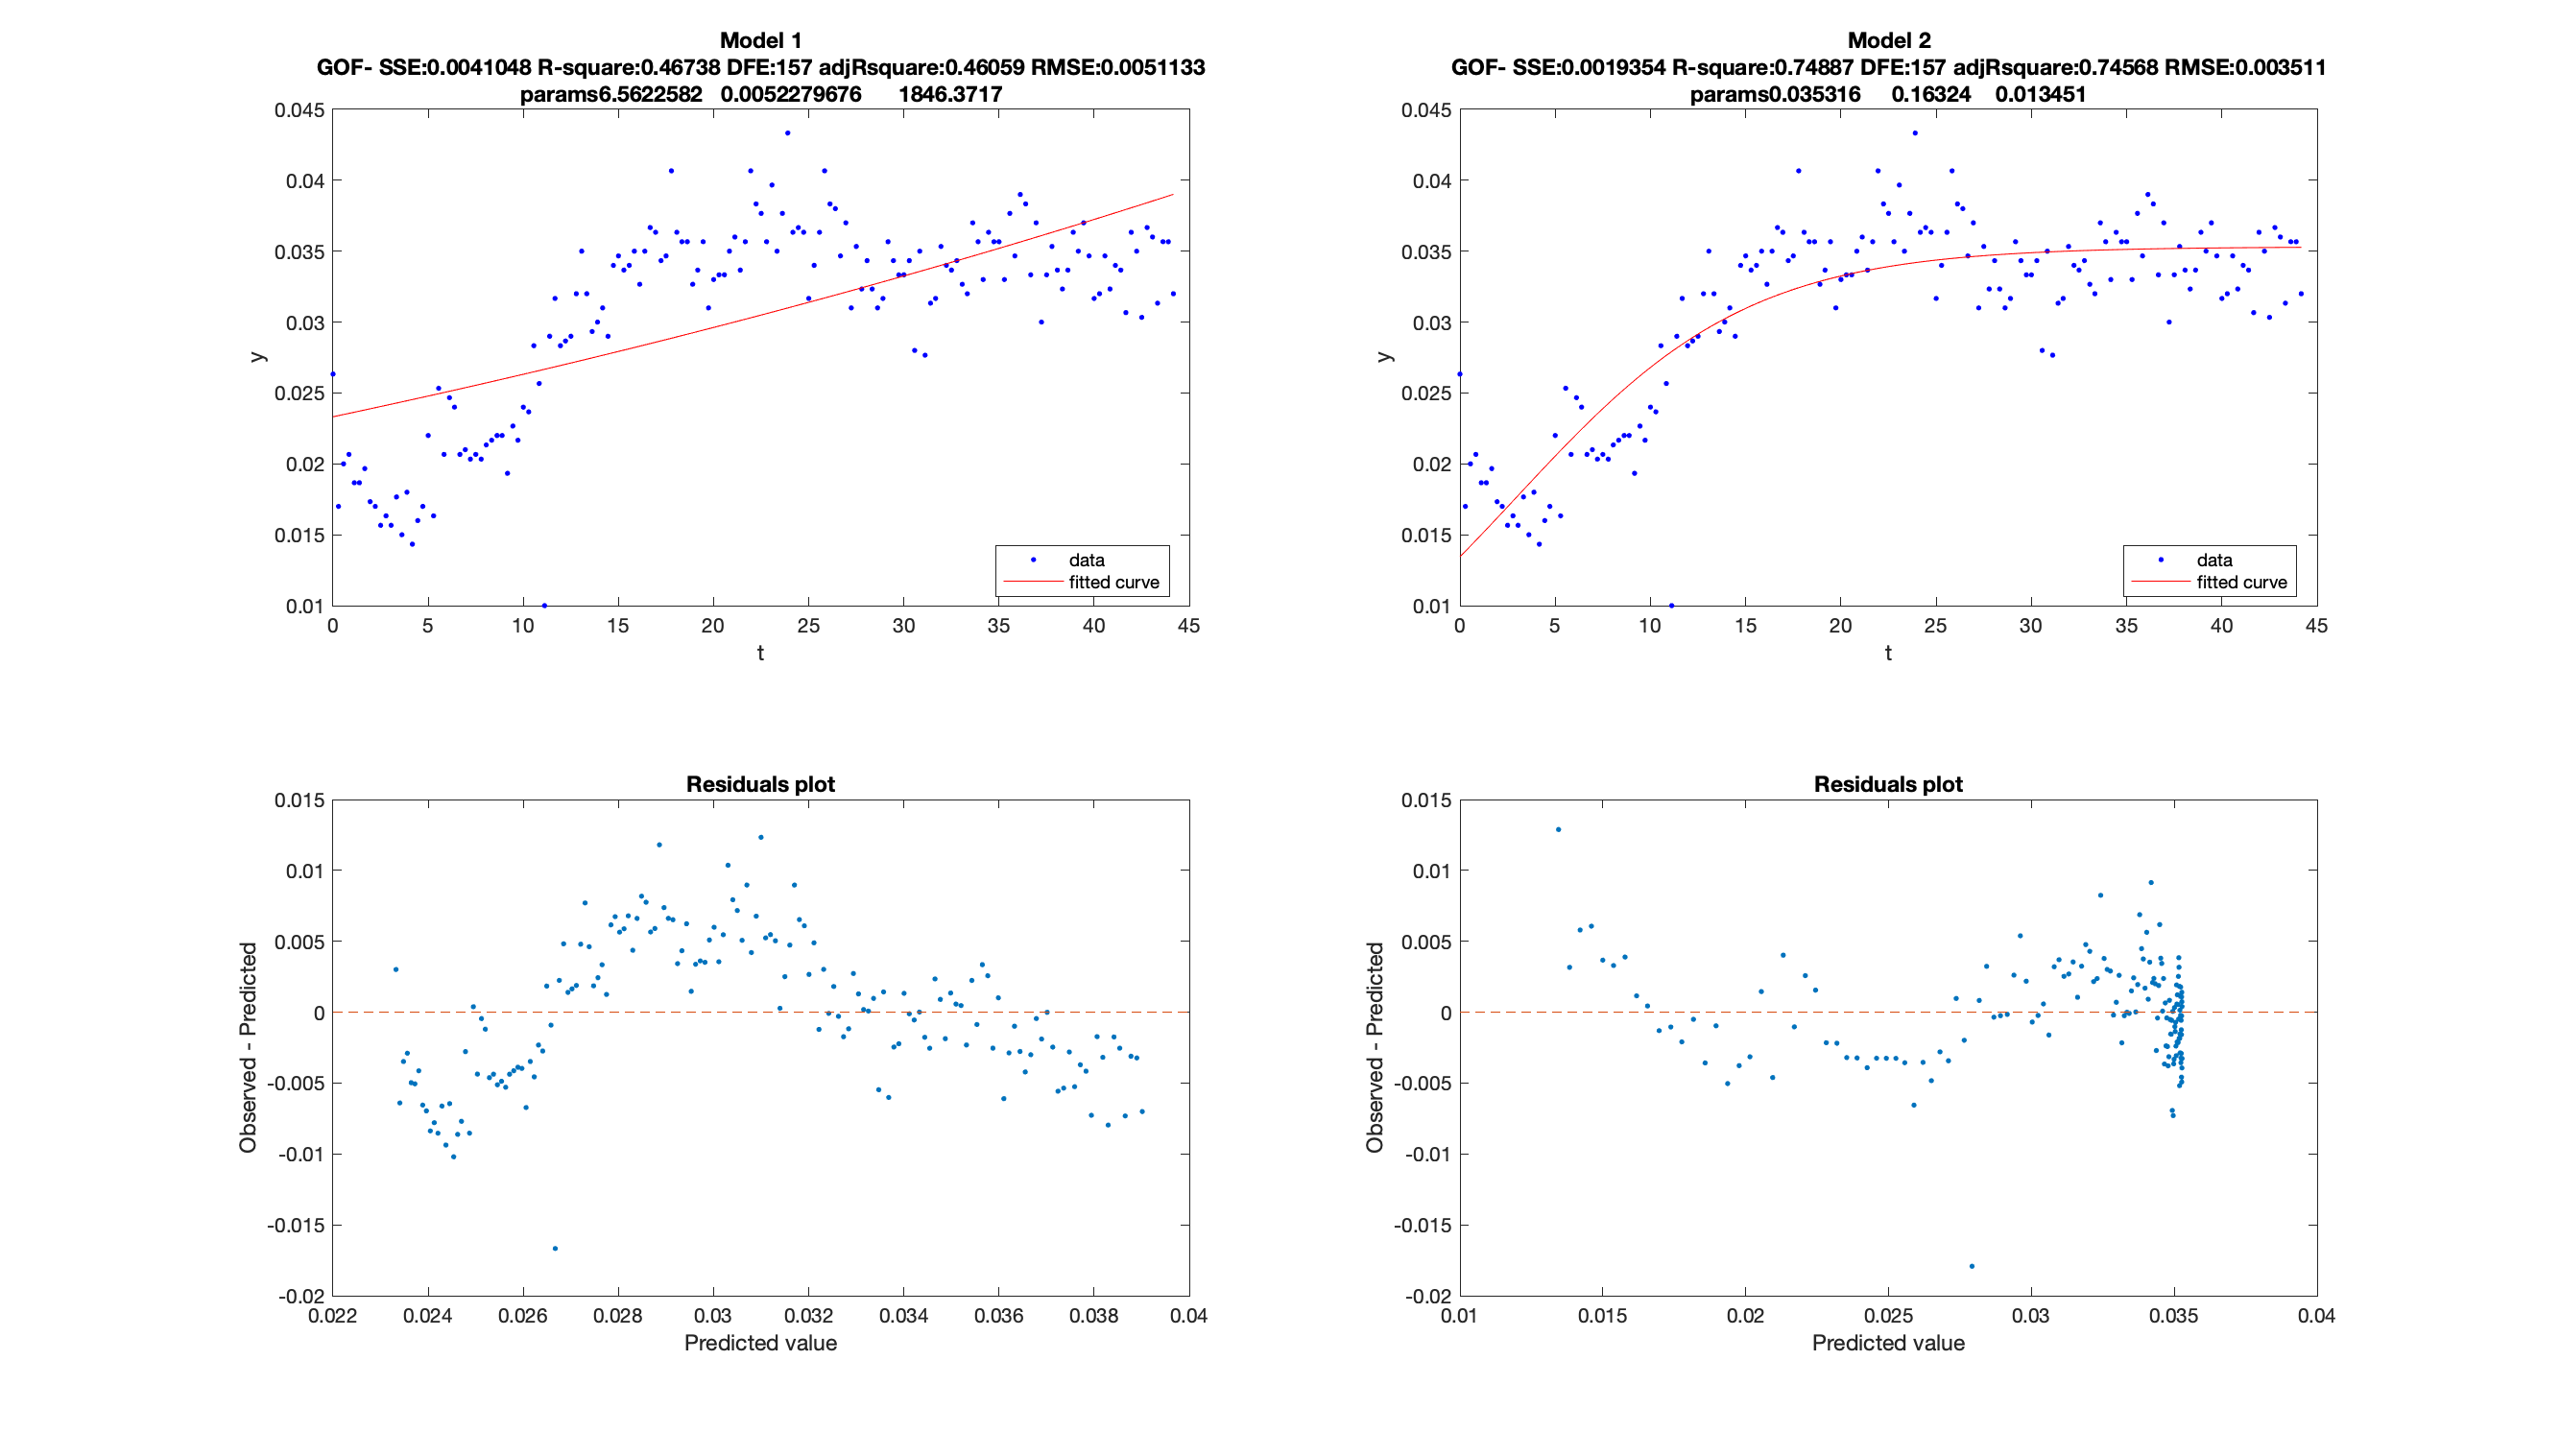 Model 1
GOF- SSE:0.0041048 R-square:0.46738 DFE:157 adjRsquare:0.46059 RMSE:0.0051133
params6.5622582 0.0052279676 1846.3717
0.045
0.04
0.035
0.03
0.025
0.02
0.015
0.01
y
0 5 10 15 20 25 30 35 40 45
t
data
fitted curve
Model 2
GOF- SSE:0.0019354 R-square:0.74887 DFE:157 adjRsquare:0.74568 RMSE:0.003511
params0.035316 0.16324 0.013451
0.045
0.04
0.035
0.03
0.025
0.02
0.015
0.01
y
0 5 10 15 20 25 30 35 40 45
t
data
fitted curve
Residuals plot
0.015
0.01
0.005
0
-0.005
-0.01
-0.015
-0.02
Observed - Predicted
0.022 0.024 0.026 0.028 0.03 0.032 0.034 0.036 0.038 0.04
Predicted value
Residuals plot
0.015
0.01
0.005
0
-0.005
-0.01
-0.015
-0.02
Observed - Predicted
0.01 0.015 0.02 0.025 0.03 0.035 0.04
Predicted value